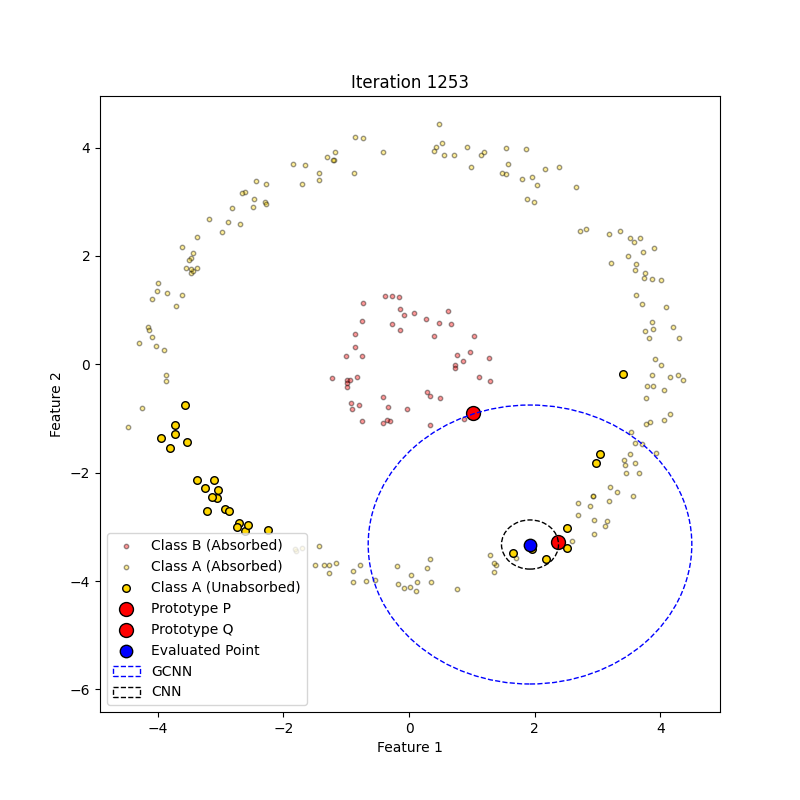 Iteration 1253
4
2
0
−2
−4
−6
Feature 2
Class B (Absorbed)
Class A (Absorbed)
Class A (Unabsorbed)
Prototype P
Prototype Q
Evaluated Point
GCNN
CNN
−4
−2
0
2
4
Feature 1